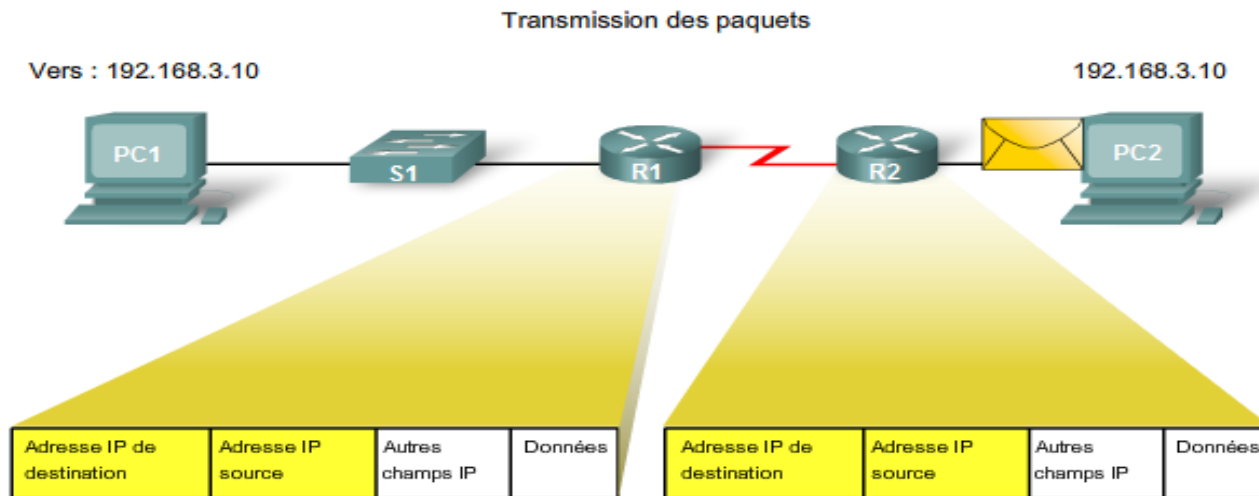 Transmission des paquets
Vers : 192.168.3.10
192.168.3.10
PC1
S1
R1
R2
PC2
Adresse IP de destination
Adresse IP source
Autres champs IP
Données
Adresse IP de destination
Adresse IP source
Autres champs IP
Données